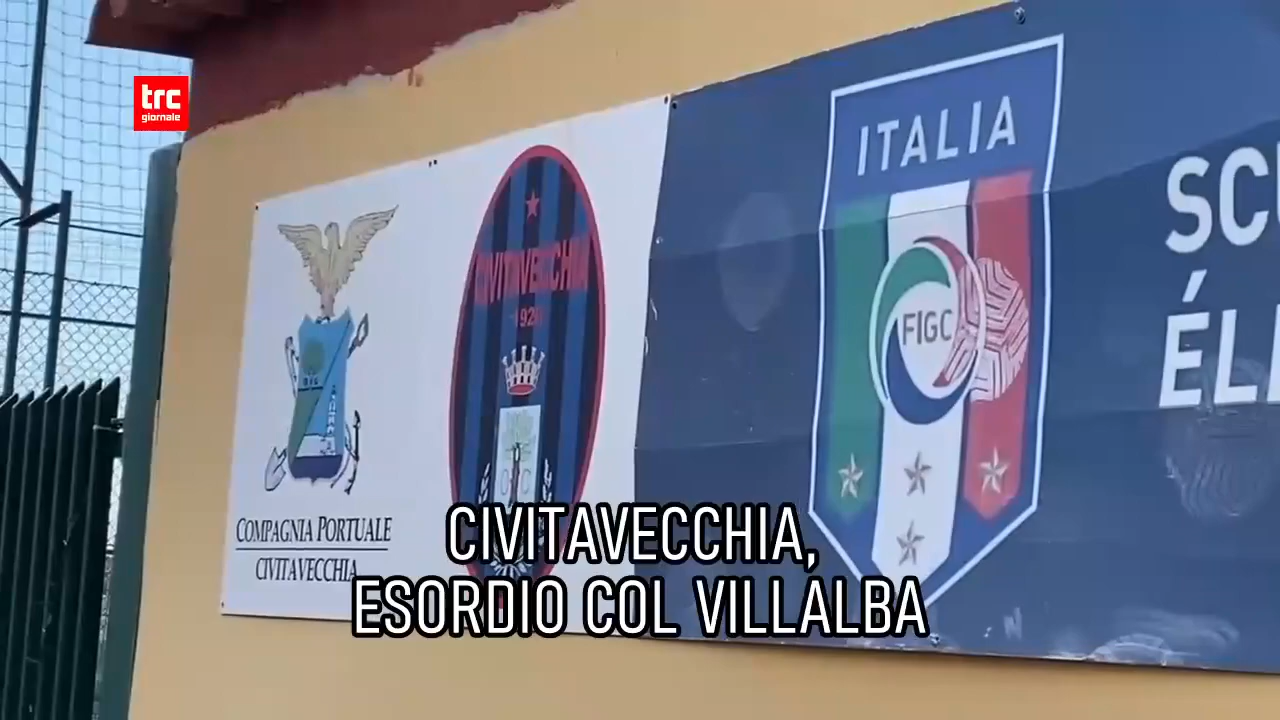 trc
giornale
ITALIA
FIGC
CIVITAVECCHIA
COMPAGNIA PORTUALE
CIVITAVECCHIA
CIVITAVECCHIA,
ESORDIO COL VILLALBA